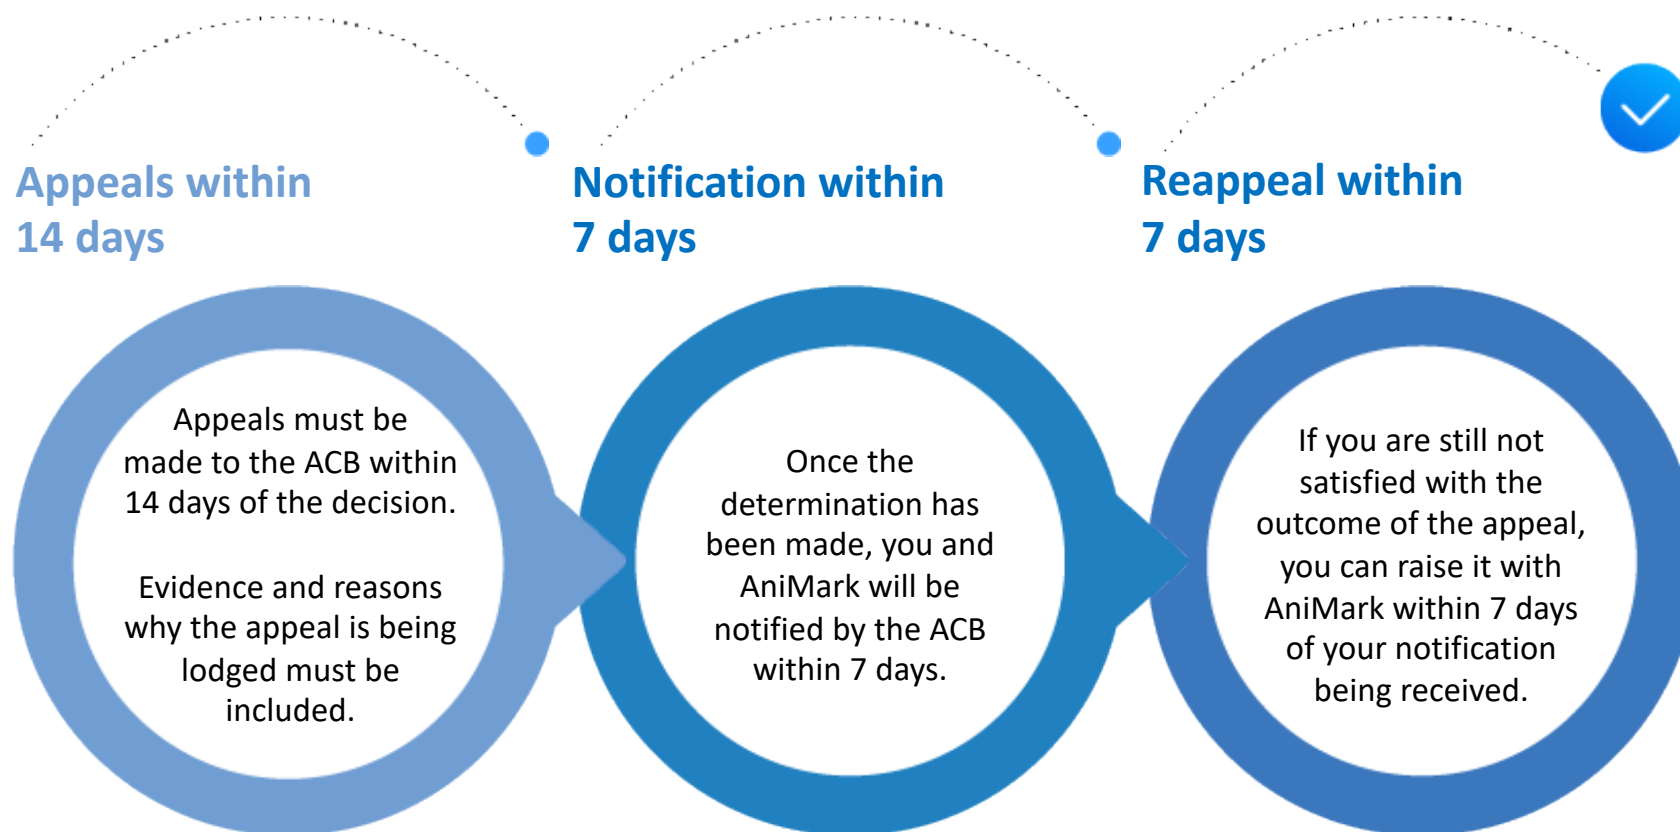 Appeals within
14 days
Appeals must be
made to the ACB within
14 days of the decision.
Evidence and reasons
why the appeal is being
lodged must be
included.
Notification within
7 days
Once the
determination has
been made, you and
AniMark will be
notified by the ACB
within 7 days.
Reappeal within
7 days
If you are still not
satisfied with the
outcome of the appeal,
you can raise it with
AniMark within 7 days
of your notification
being received.